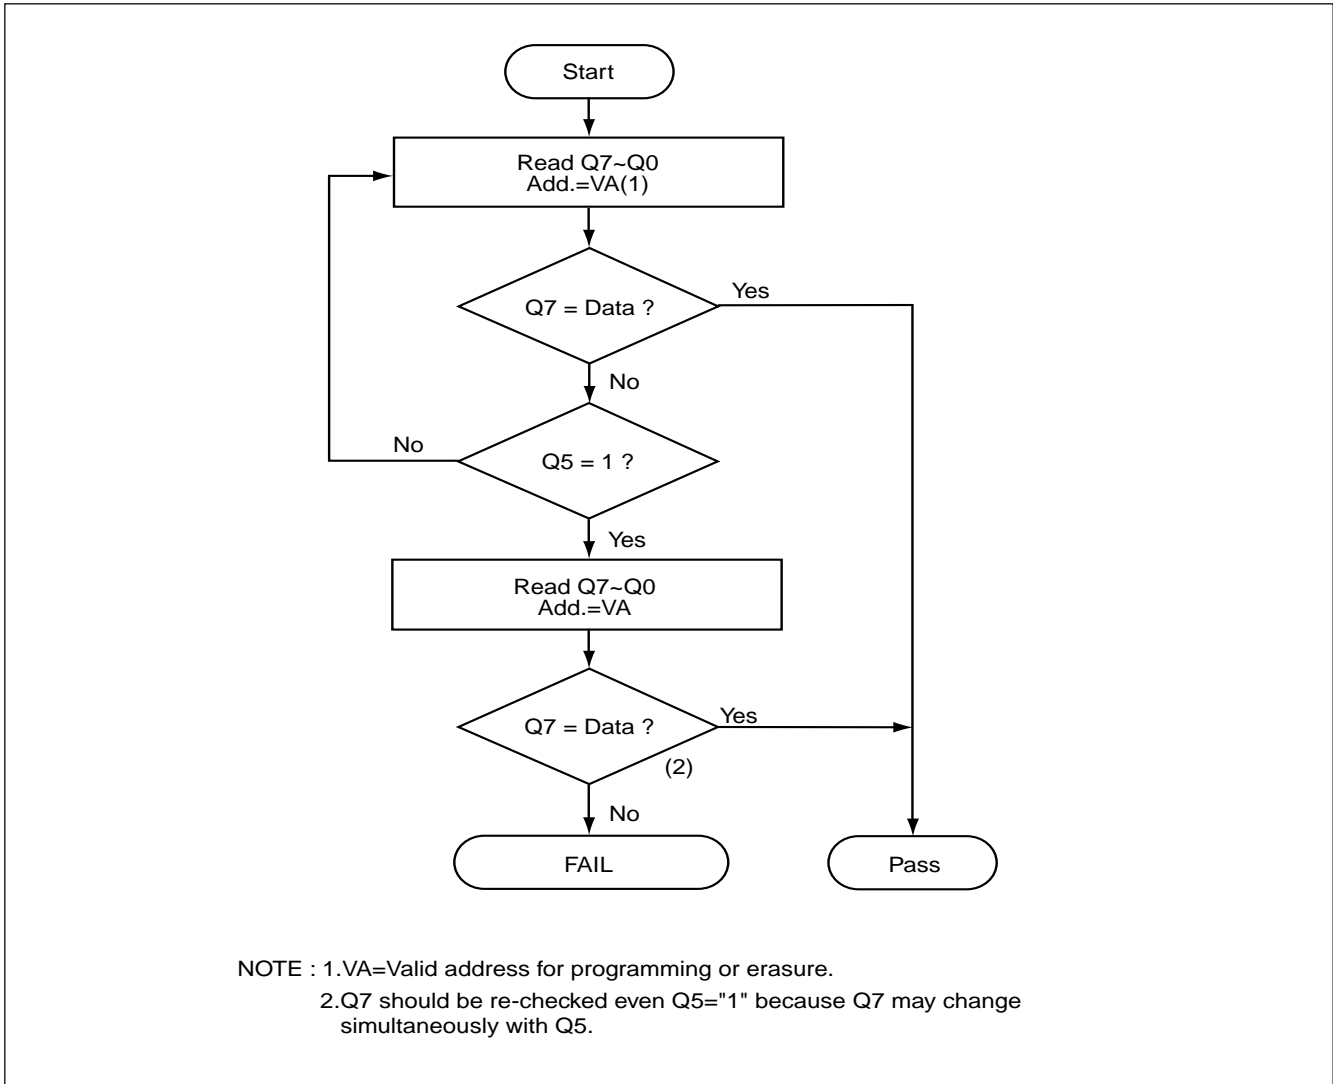 Start
Read Q7~Q0
Add.=VA(1)
Q7 = Data ?
Yes
No
No
Q5 = 1 ?
Yes
Read Q7~Q0
Add.=VA
Q7 = Data ?
Yes
(2)
No
FAIL
Pass
NOTE : 1.VA=Valid address for programming or erasure.
2.Q7 should be re-checked even Q5="1" because Q7 may change
simultaneously with Q5.